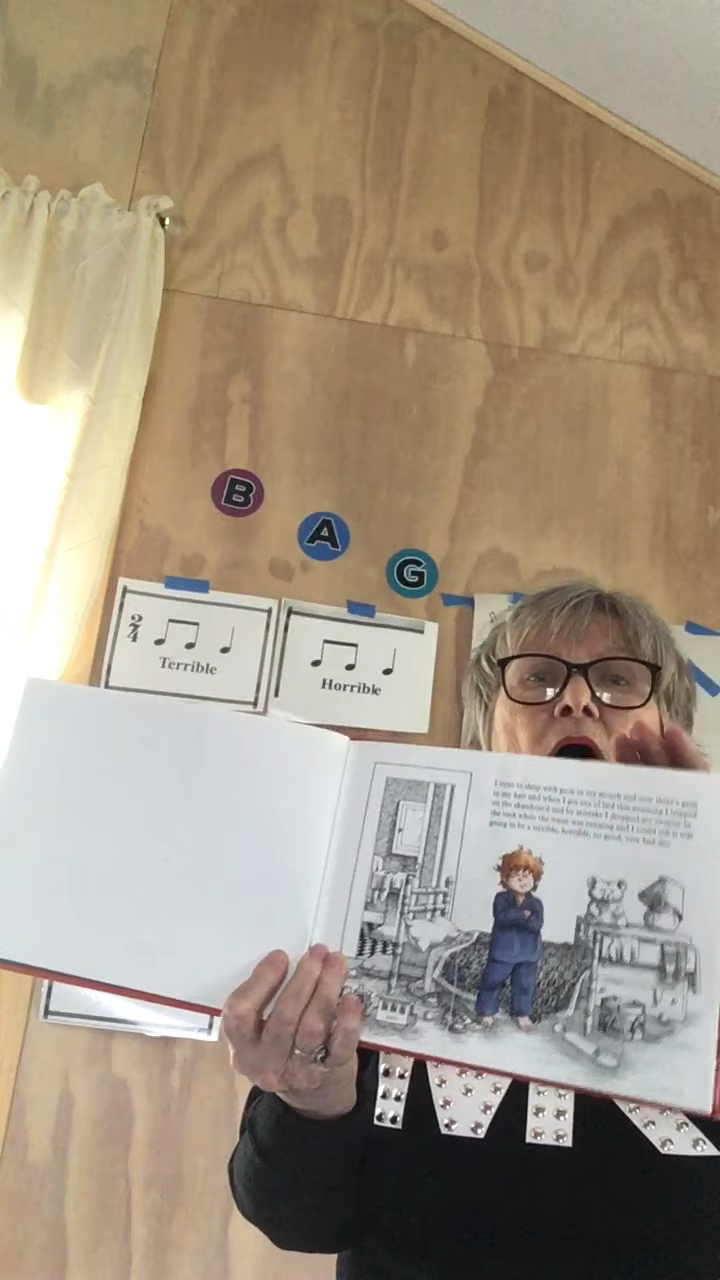 B
A
G
2
4
Terrible
Horrible
I went to sleep with gum in my mouth and now there's gum
in my hair and when I got out of bed this morning I tripped
on the skateboard and by mistake I dropped my sweater in
the sink while the water was running and I could tell it was
going to be a terrible, horrible, no good, very bad day.